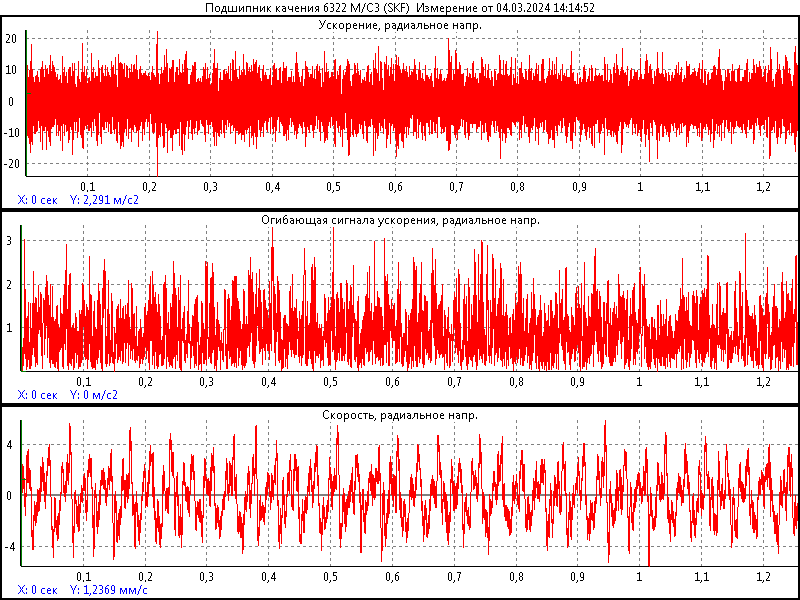 Подшипник качения 6322 M/C3 (SKF) Измерение от 04.03.2024 14:14:52
Ускорение, радиальное напр.
20
10
0
-10
-20
0,1 0,2 0,3 0,4 0,5 0,6 0,7 0,8 0,9 1 1,1 1,2
X: 0 сек Y: 2,291 м/с2
Огибающая сигнала ускорения, радиальное напр.
3
2
1
0,1 0,2 0,3 0,4 0,5 0,6 0,7 0,8 0,9 1 1,1 1,2
X: 0 сек Y: 0 м/с2
Скорость, радиальное напр.
4
0
-4
0,1 0,2 0,3 0,4 0,5 0,6 0,7 0,8 0,9 1 1,1 1,2
X: 0 сек Y: 1,2369 мм/с